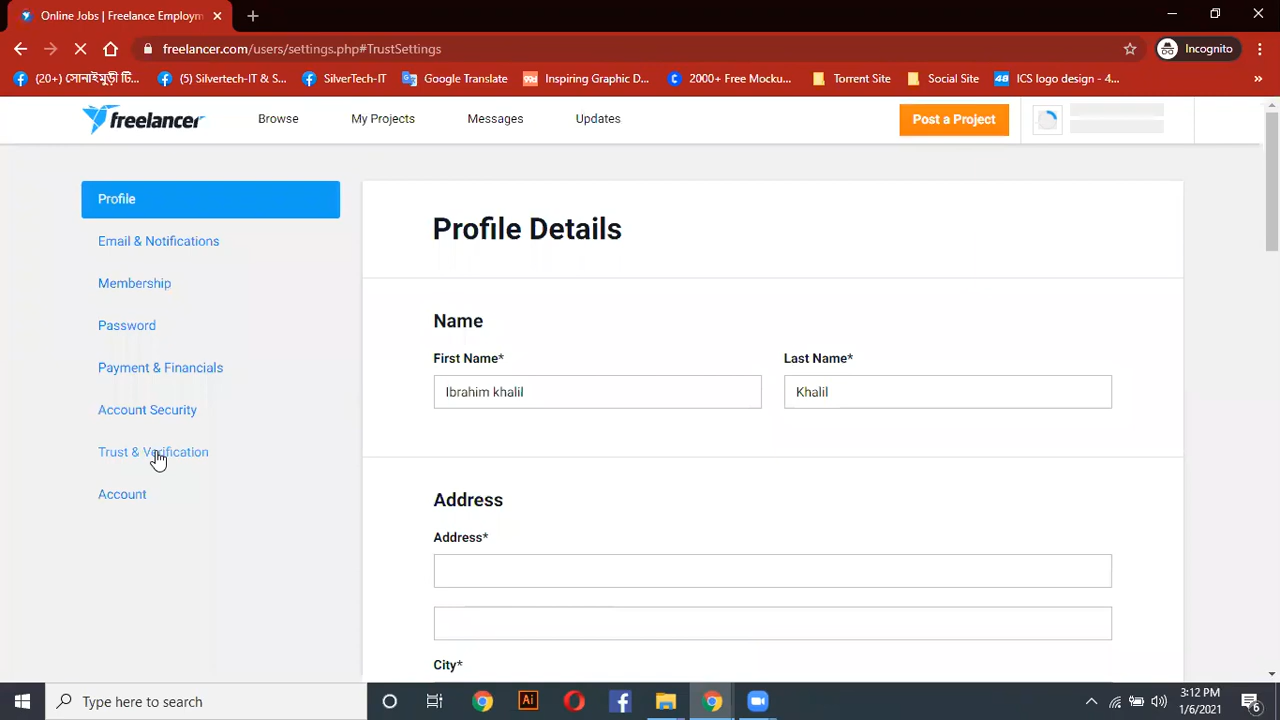 Online Jobs | Freelance Employm
freelancer.com/users/settings.php#TrustSettings
Incognito
(20+) সোনাইমুড়ী টি...
(5) Silvertech-IT & S...
SilverTech-IT
Google Translate
Inspiring Graphic D...
2000+ Free Mocku...
Torrent Site
Social Site
48
ICS logo design - 4...
»
freelancer
Browse
My Projects
Messages
Updates
Post a Project
Profile
Email & Notifications
Membership
Password
Payment & Financials
Account Security
Trust & Verification
Account
Profile Details
Name
First Name*
Last Name*
Ibrahim khalil
Khalil
Address
Address*
City*
Type here to search
Ai
3:12 PM
1/6/2021
6